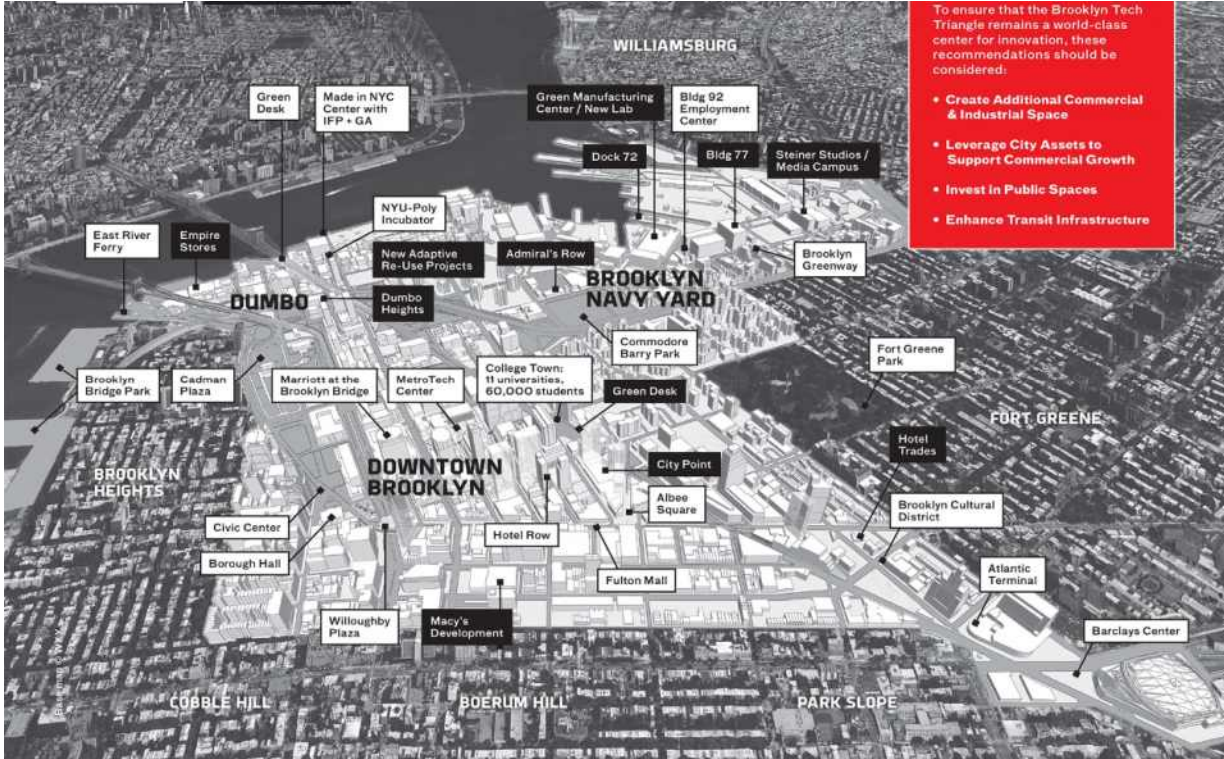 To ensure that the Brooklyn Tech
Triangle remains a world-class
center for innovation, these
recommendations should be
considered:
• Create Additional Commercial
& Industrial Space
• Leverage City Assets to
Support Commercial Growth
• Invest in Public Spaces
• Enhance Transit Infrastructure
WILLIAMSBURG
Green
Desk
Made in NYC
Center with
IFP + GA
Green Manufacturing
Center / New Lab
Bldg 92
Employment
Center
Dock 72
Bldg 77
Steiner Studios /
Media Campus
East River
Ferry
Empire
Stores
NYU-Poly
Incubator
New Adaptive
Re-Use Projects
Admiral's Row
Brooklyn
Greenway
DUMBO
Dumbo
Heights
BROOKLYN
NAVY YARD
Commodore
Barry Park
Fort Greene
Park
Brooklyn
Bridge Park
Cadman
Plaza
Marriott at the
Brooklyn Bridge
MetroTech
Center
College Town:
11 universities,
60,000 students
Green Desk
FORT GREENE
Hotel
Trades
BROOKLYN
HEIGHTS
DOWNTOWN
BROOKLYN
City Point
Albee
Square
Brooklyn Cultural
District
Civic Center
Hotel Row
Borough Hall
Fulton Mall
Atlantic
Terminal
Willoughby
Plaza
Macy's
Development
Barclays Center
COBBLE HILL
BOERUM HILL
PARK SLOPE